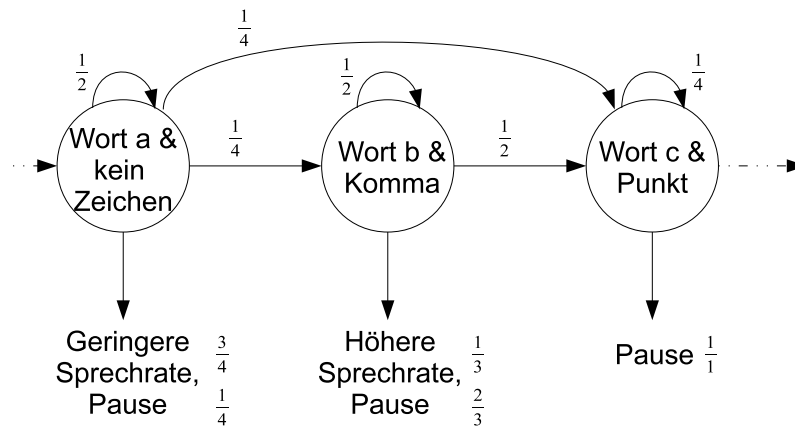 1/4
1/2
1/2
1/4
Wort a &
kein
Zeichen
1/4
Wort b &
Komma
1/2
Wort c &
Punkt
Geringere 3/4
Sprechrate,
Pause 1/4
Höhere 1/3
Sprechrate,
Pause 2/3
Pause 1/1